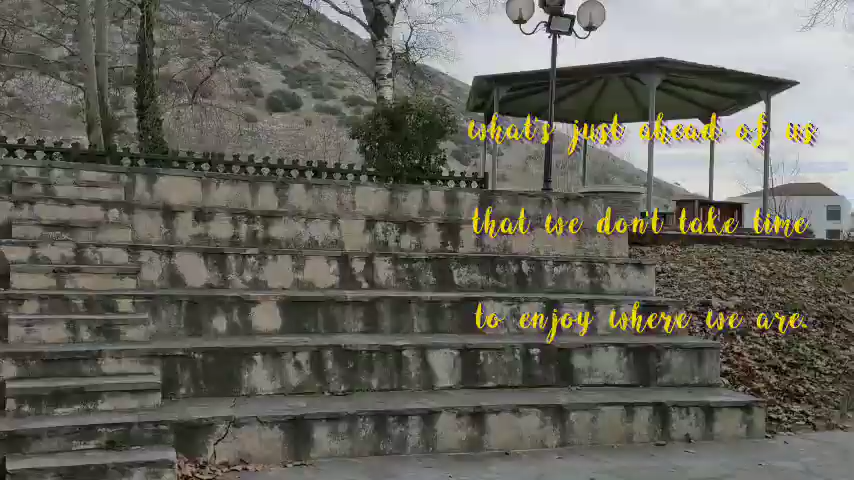 what's just ahead of us
that we don't take time
to enjoy where we are.